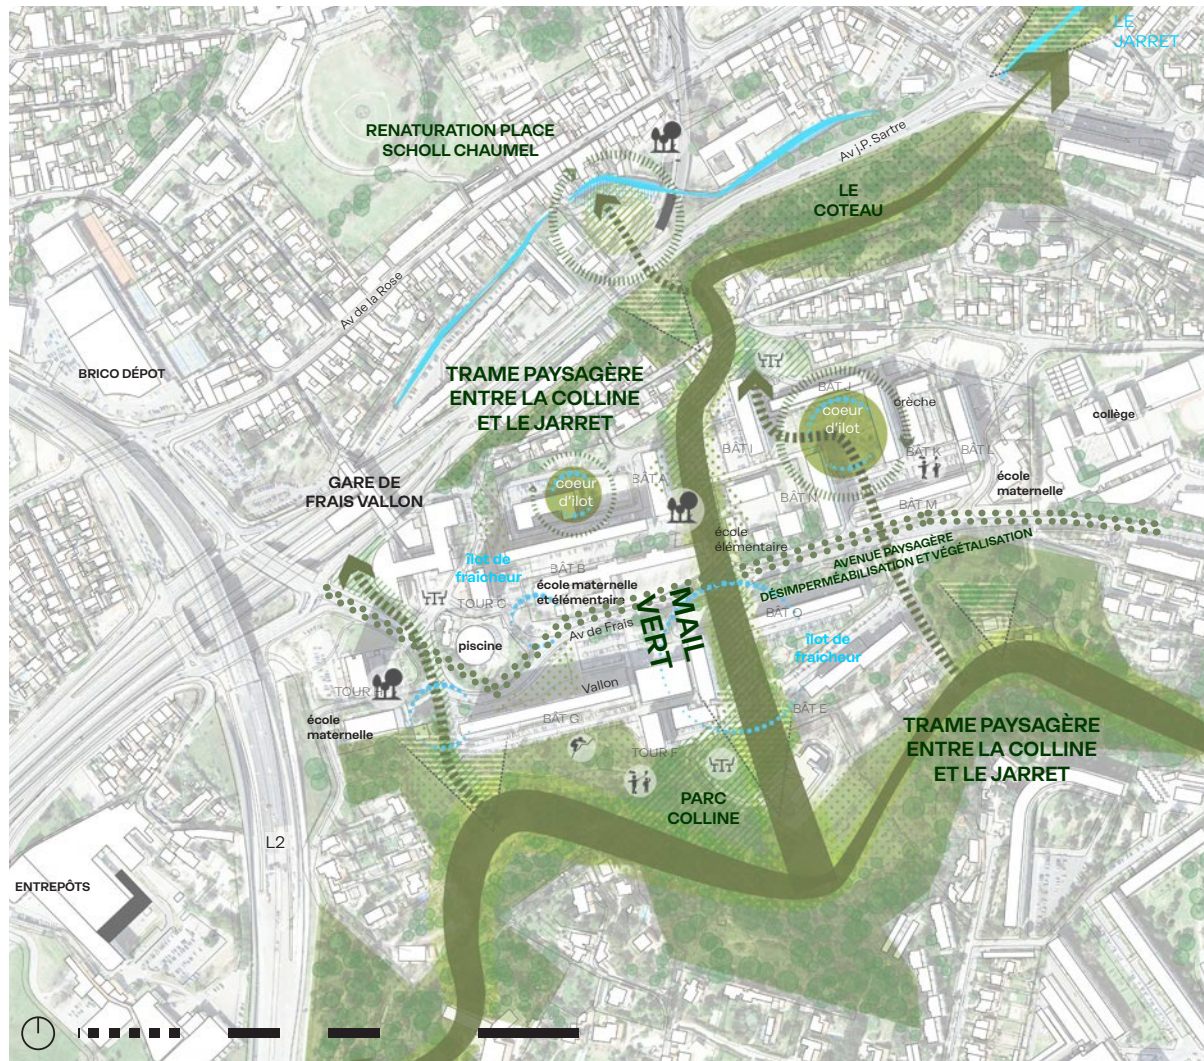 LE
JARRET
RENATURATION PLACE
SCHOLL CHAUMEL
Av j.P. Sartre
LE
COTEAU
Av de la Rose
BRICO DÉPOT
TRAME PAYSAGÈRE
ENTRE LA COLLINE
ET LE JARRET
BÂT J
crèche
coeur
d'ilot
collège
BÂT I
BÂT K
BÂT L
GARE DE
FRAIS VALLON
coeur
d'ilot
BÂT A
BÂT N
BÂT M
école
maternelle
école
élémentaire
AVENUE PAYSAGÈRE
DÉSIMPERMÉABILISATION ET VÉGÉTALISATION
îlot de
fraîcheur
BÂT B
école maternelle
et élémentaire
TOUR C
MAIL
VERT
BÂT O
Av de Frais
Vallon
piscine
îlot de
fraîcheur
TOUR
école
maternelle
BÂT G
BÂT E
TOUR F
TRAME PAYSAGÈRE
ENTRE LA COLLINE
ET LE JARRET
PARC
COLLINE
L2
ENTREPÔTS